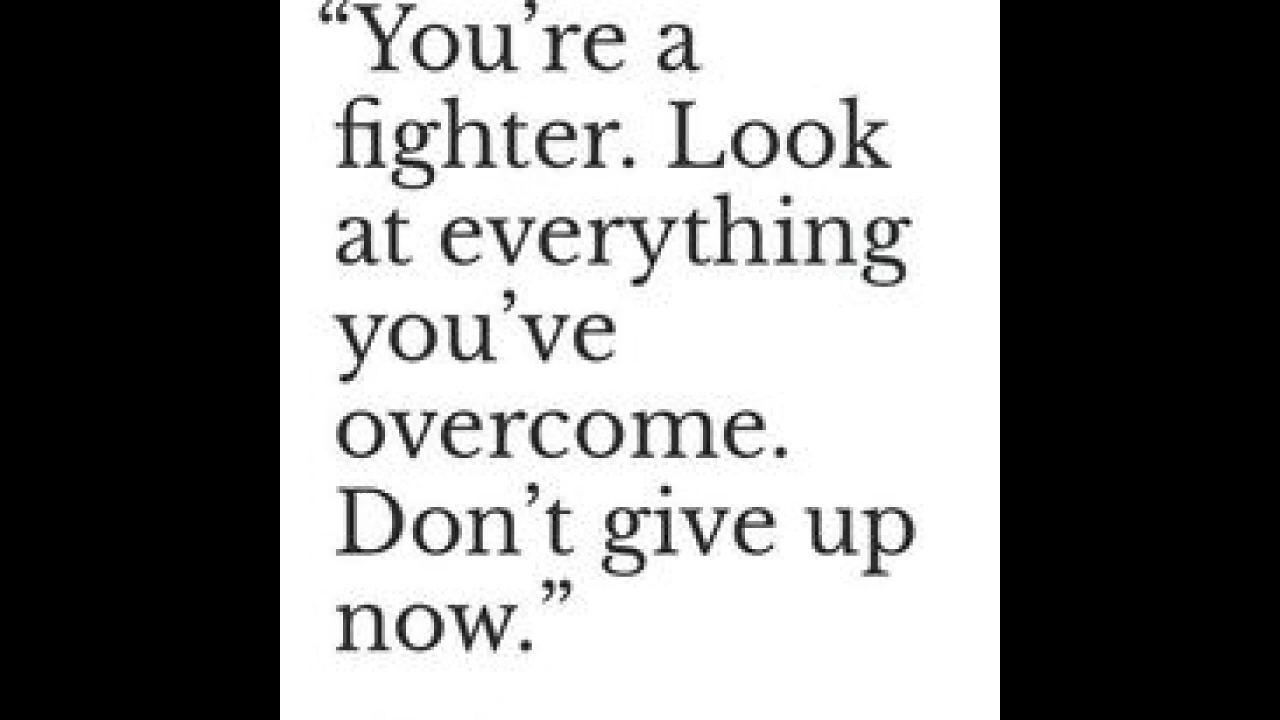 “You’re a
fighter. Look
at everything
you’ve
overcome.
Don’t give up
now.”